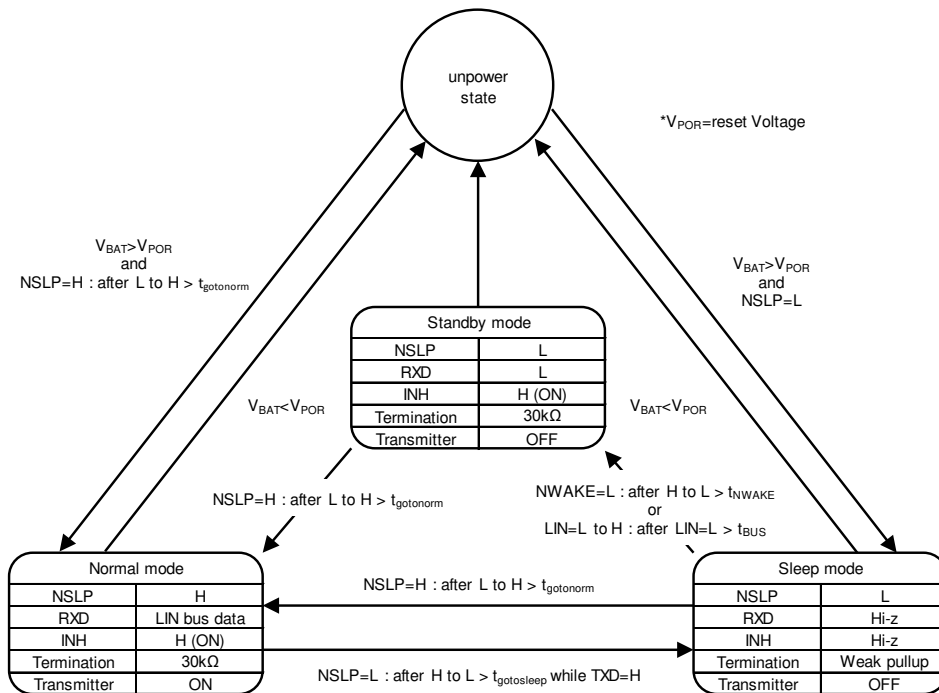 unpower
state
*VPOR=reset Voltage
VBAT>VPOR
and
NSLP=H : after L to H > tgotonorm
VBAT>VPOR
and
NSLP=L
Standby mode
NSLP L
RXD L
INH H (ON)
Termination 30kΩ
Transmitter OFF
VBAT<VPOR
VBAT<VPOR
NSLP=H : after L to H > tgotonorm
NWAKE=L : after H to L > tNWAKE
or
LIN=L to H : after LIN=L > tBUS
Normal mode
NSLP H
RXD LIN bus data
INH H (ON)
Termination 30kΩ
Transmitter ON
NSLP=H : after L to H > tgotonorm
NSLP=L : after H to L > tgotosleep while TXD=H
Sleep mode
NSLP L
RXD Hi-z
INH Hi-z
Termination Weak pullup
Transmitter OFF